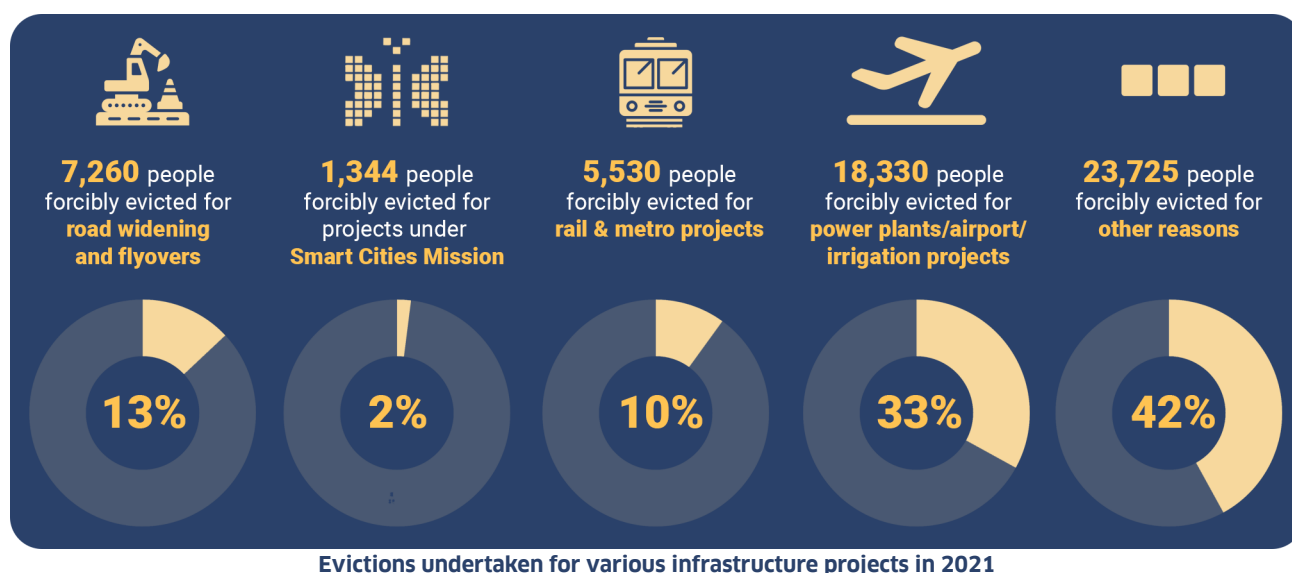 7,260 people
forcibly evicted for
road widening
and flyovers
1,344 people
forcibly evicted for
projects under
Smart Cities Mission
5,530 people
forcibly evicted for
rail & metro projects
18,330 people
forcibly evicted for
power plants/airport/
irrigation projects
23,725 people
forcibly evicted for
other reasons
13%
2%
10%
33%
42%
Evictions undertaken for various infrastructure projects in 2021